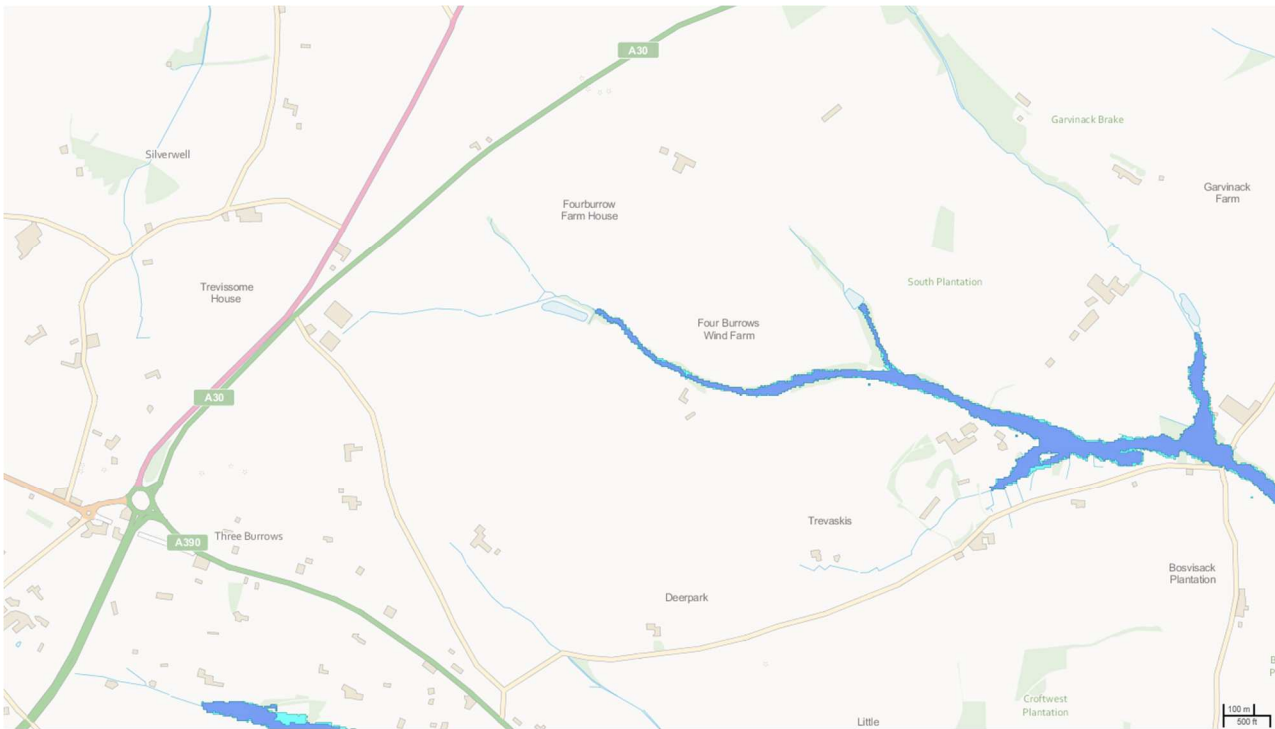 A30
Garvinack Brake
Silverwell
Garvinack
Farm
Fourburrow
Farm House
South Plantation
Trevissome
House
Four Burrows
Wind Farm
A30
Trevaskis
Three Burrows
A390
Bosvisack
Plantation
Deerpark
Croftwest
Plantation
Little
100 m
500 ft